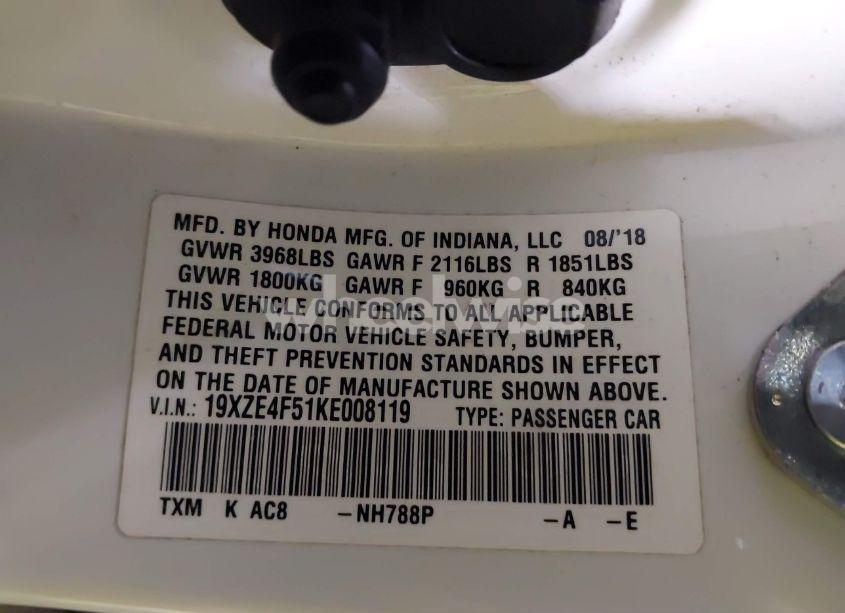 MFD. BY HONDA MFG. OF INDIANA, LLC 08/'18
GVWR 3968LBS GAWR F 2116LBS R 1851LBS
GVWR 1800KG GAWR F 960KG R 840KG
THIS VEHICLE CONFORMS TO ALL APPLICABLE
FEDERAL MOTOR VEHICLE SAFETY, BUMPER,
AND THEFT PREVENTION STANDARDS IN EFFECT
ON THE DATE OF MANUFACTURE SHOWN ABOVE.
V.I.N.: 19XZE4F51KE008119 TYPE: PASSENGER CAR
TXM K AC8 -NH788P -A -E
wheelwise